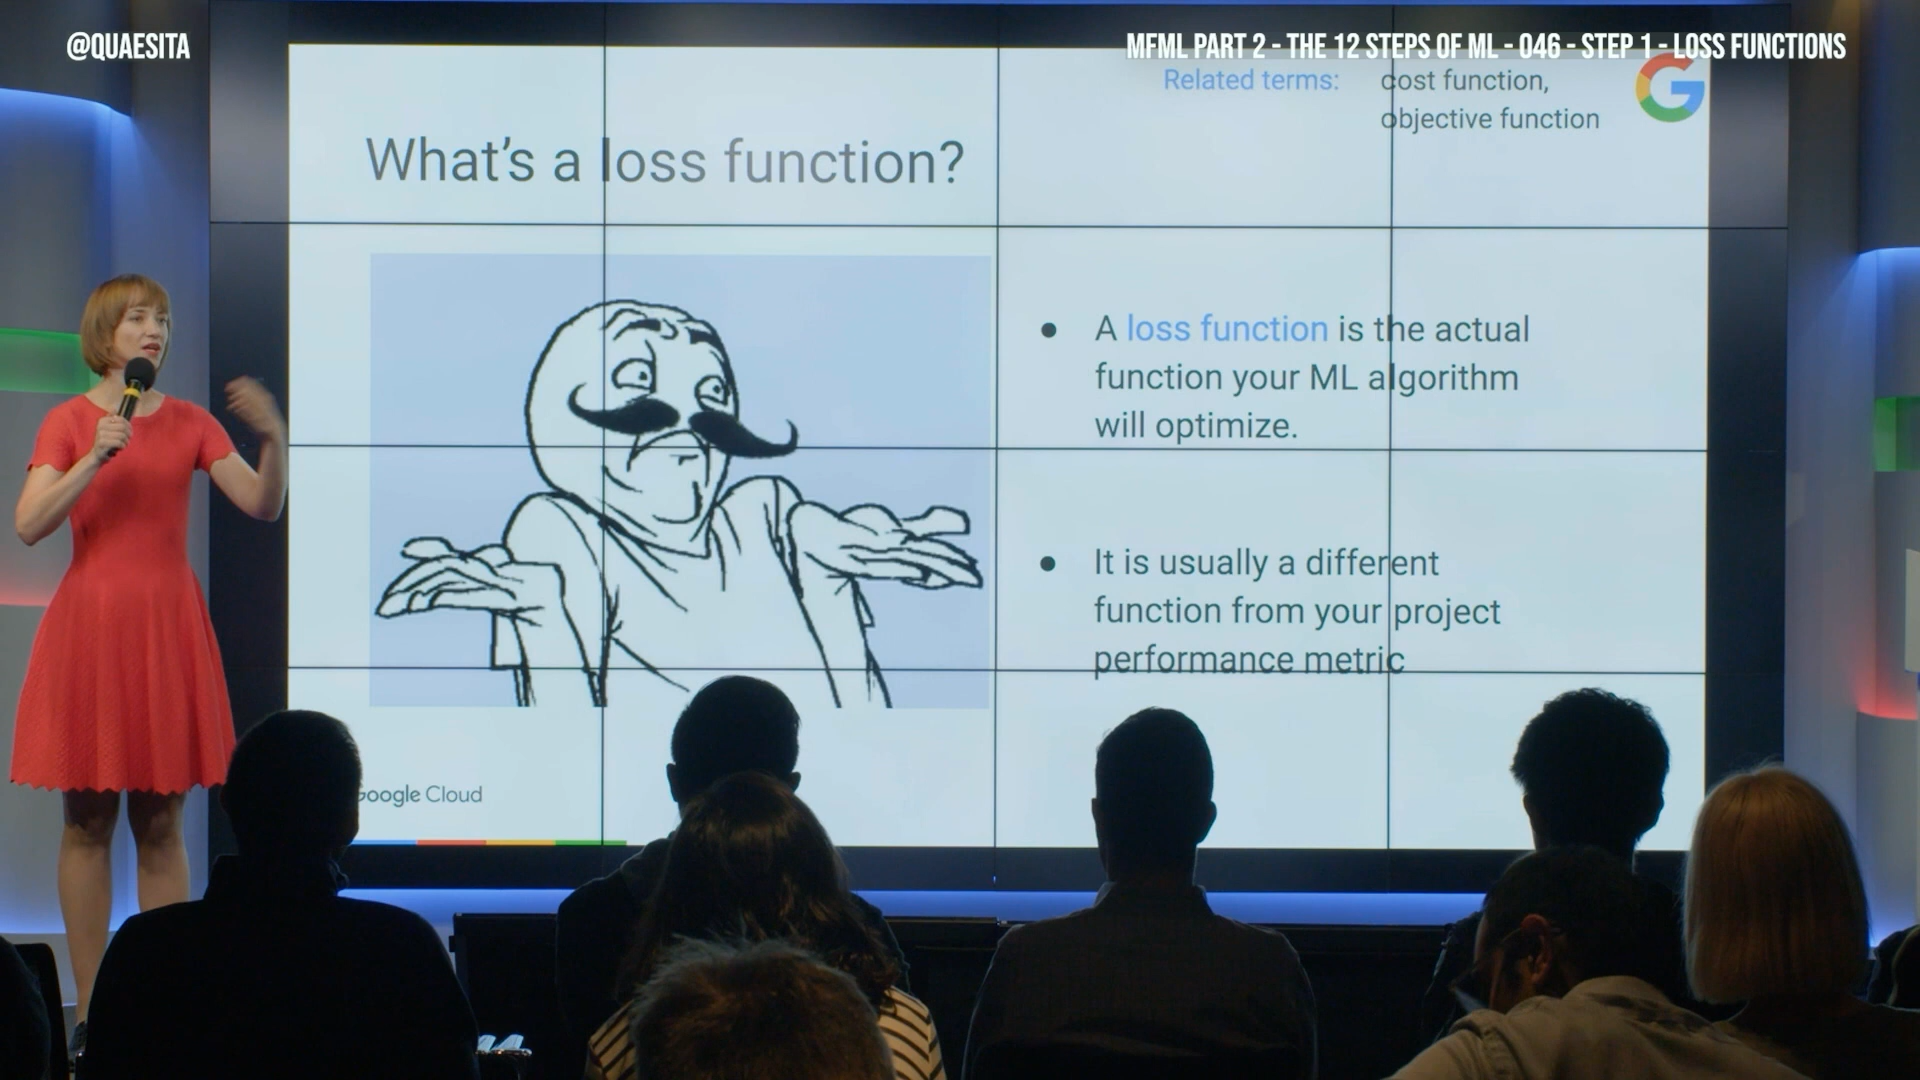 @QUAESITA
MFML PART 2 - THE 12 STEPS OF ML - 046 - STEP 1 - LOSS FUNCTIONS
Related terms: cost function,
objective function
What's a loss function?
● A loss function is the actual
function your ML algorithm
will optimize.
● It is usually a different
function from your project
performance metric
Google Cloud